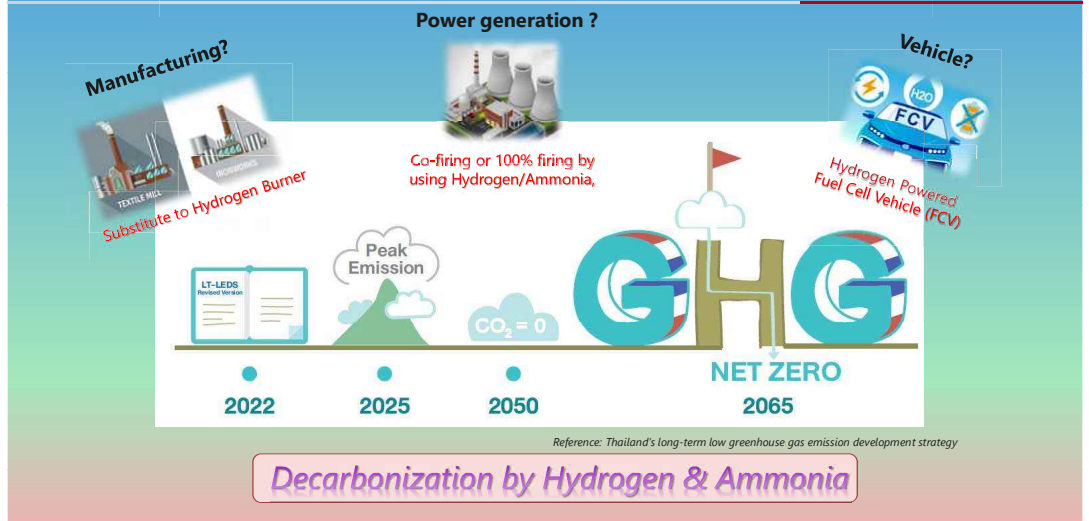 Power generation ?
Manufacturing?
Vehicle?
H2O
FCV
TEXTILE MILL
IRONWORKS
Substitute to Hydrogen Burner
Co-firing or 100% firing by
using Hydrogen/Ammonia,
Hydrogen Powered
Fuel Cell Vehicle (FCV)
LT-LEDS
Revised Version
Peak
Emission
CO₂ = 0
GHG
NET ZERO
2022
2025
2050
2065
Reference: Thailand's long-term low greenhouse gas emission development strategy
Decarbonization by Hydrogen & Ammonia